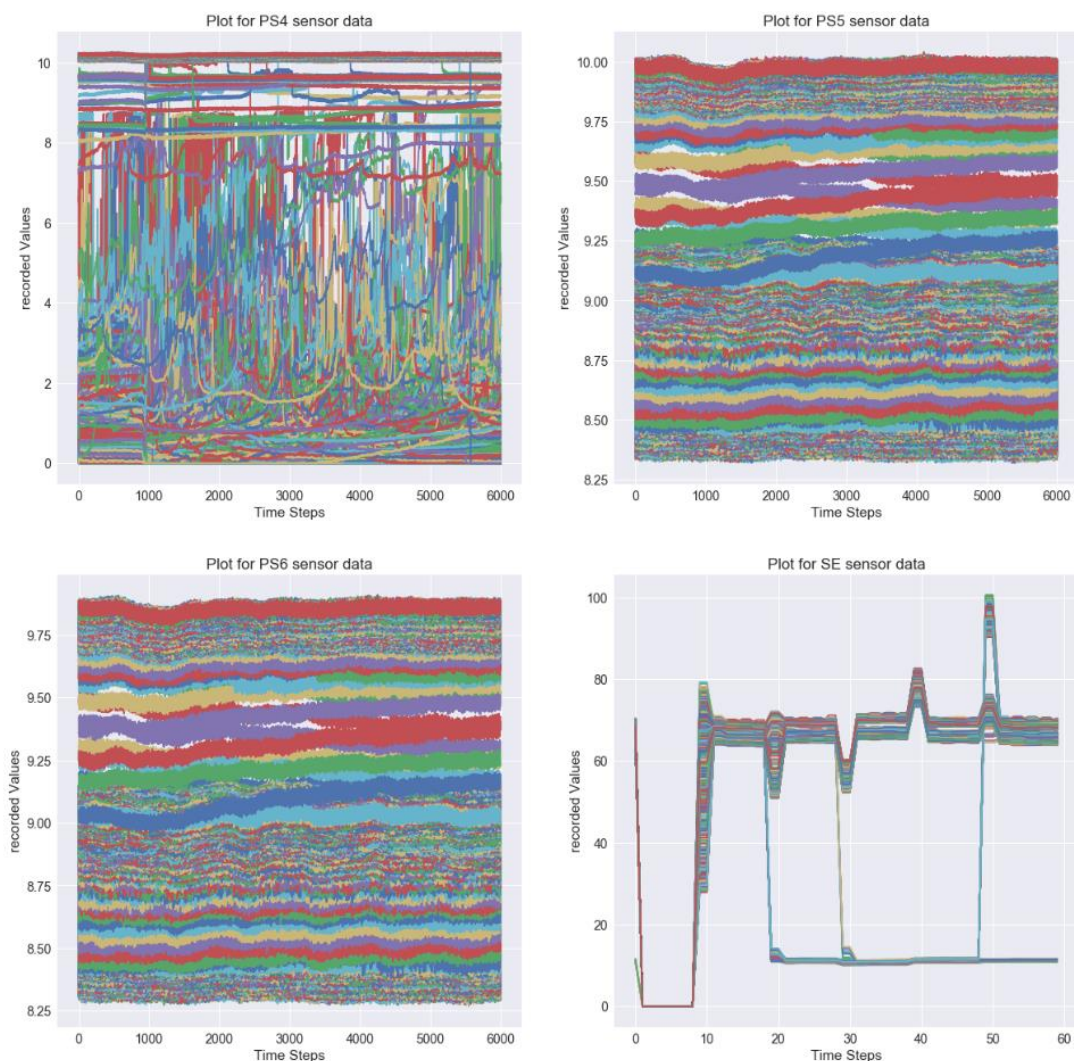 Plot for PS4 sensor data
recorded Values
10
8
6
4
2
0
0 1000 2000 3000 4000 5000 6000
Time Steps
Plot for PS5 sensor data
recorded Values
10.00
9.75
9.50
9.25
9.00
8.75
8.50
8.25
0 1000 2000 3000 4000 5000 6000
Time Steps
Plot for PS6 sensor data
recorded Values
9.75
9.50
9.25
9.00
8.75
8.50
8.25
0 1000 2000 3000 4000 5000 6000
Time Steps
Plot for SE sensor data
recorded Values
100
80
60
40
20
0
0 10 20 30 40 50 60
Time Steps